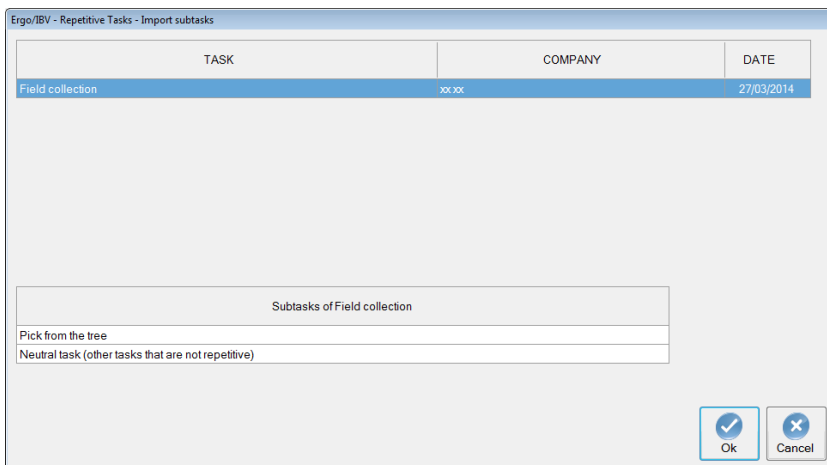 Ergo/IBV - Repetitive Tasks - Import subtasks
TASK COMPANY DATE
Field collection xx xx 27/03/2014
Subtasks of Field collection
Pick from the tree
Neutral task (other tasks that are not repetitive)
Ok Cancel